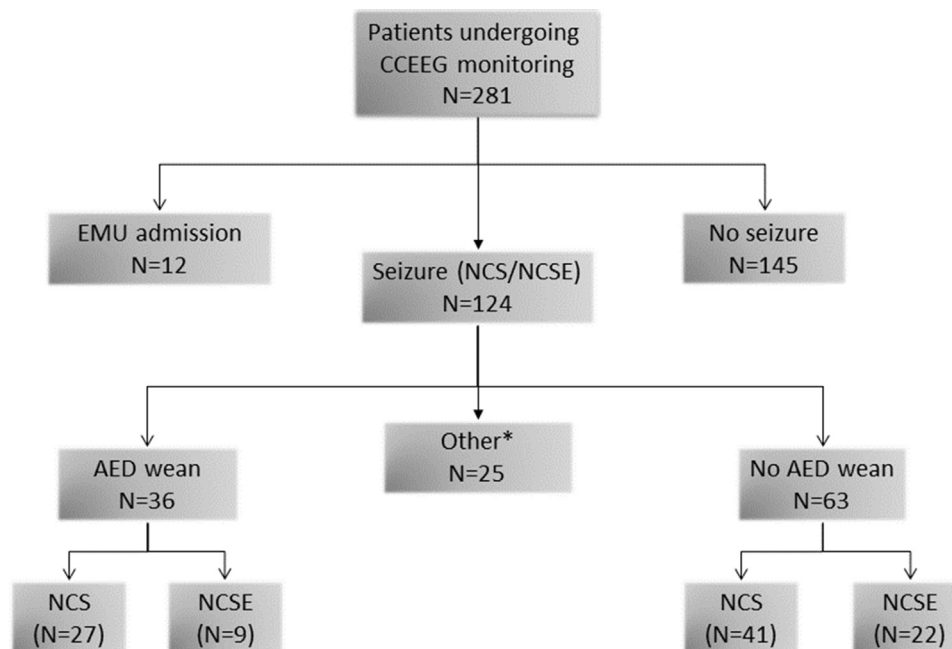 Patients undergoing
CCEEG monitoring
N=281
EMU admission
N=12
Seizure (NCS/NCSE)
N=124
No seizure
N=145
AED wean
N=36
Other*
N=25
No AED wean
N=63
NCS
(N=27)
NCSE
(N=9)
NCS
(N=41)
NCSE
(N=22)